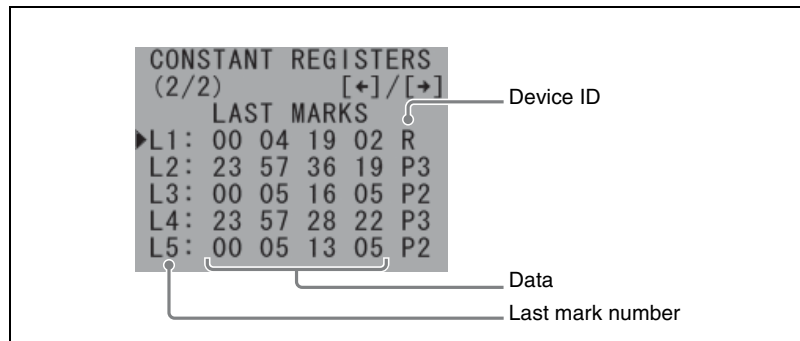 CONSTANT REGISTERS
(2/2) [←]/[→]
LAST MARKS
▶L1: 00 04 19 02 R
L2: 23 57 36 19 P3
L3: 00 05 16 05 P2
L4: 23 57 28 22 P3
L5: 00 05 13 05 P2
Device ID
Data
Last mark number